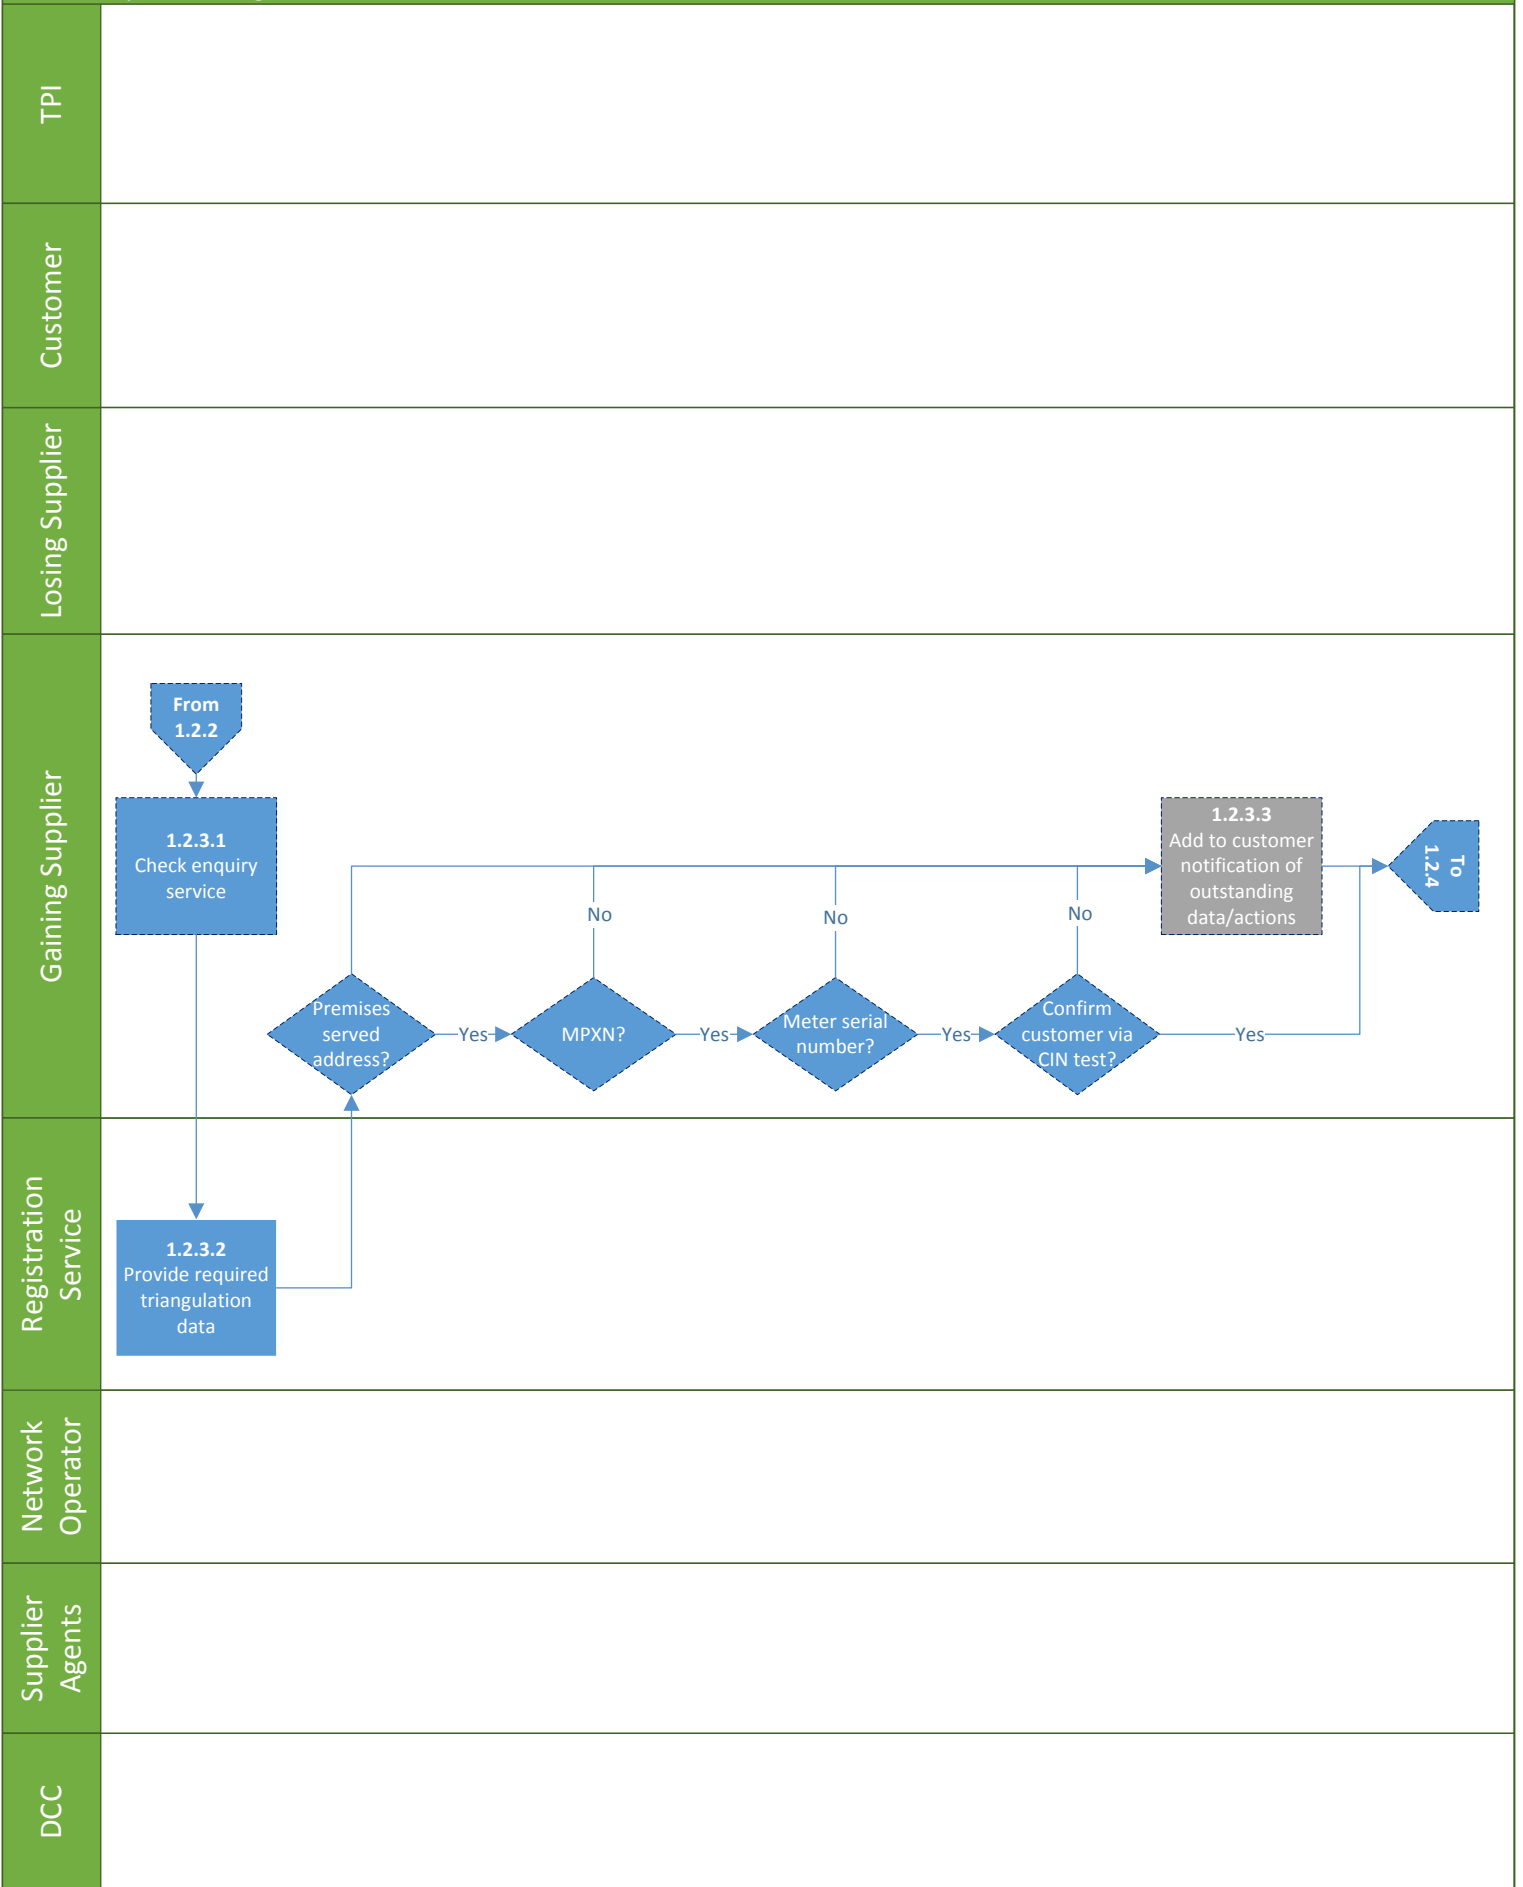 TPI
Customer
Losing Supplier
Gaining Supplier
From
1.2.2
1.2.3.1
Check enquiry
service
1.2.3.3
Add to customer
notification of
outstanding
data/actions
To
1.2.4
No
No
No
Premises
served
address?
Yes
MPXN?
Yes
Meter serial
number?
Yes
Confirm
customer via
CIN test?
Yes
Registration
Service
1.2.3.2
Provide required
triangulation
data
Network
Operator
Supplier
Agents
DCC